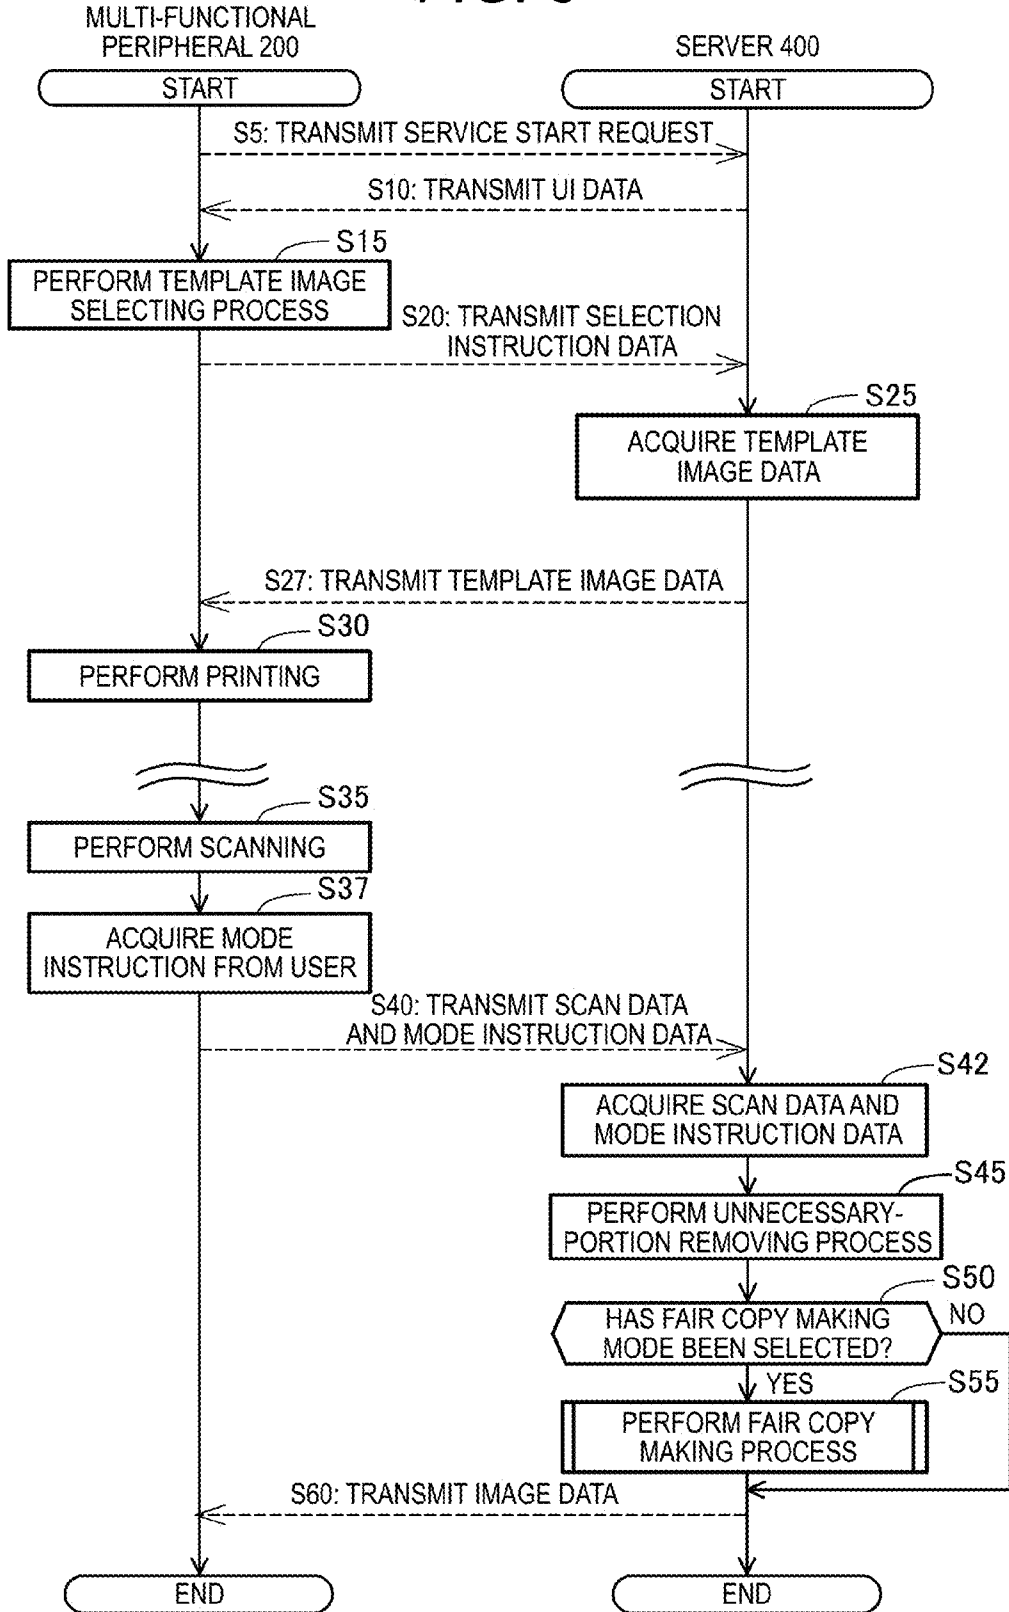 MULTI-FUNCTIONAL
PERIPHERAL 200
SERVER 400
START
START
S5: TRANSMIT SERVICE START REQUEST
S10: TRANSMIT UI DATA
S15
PERFORM TEMPLATE IMAGE
SELECTING PROCESS
S20: TRANSMIT SELECTION
INSTRUCTION DATA
S25
ACQUIRE TEMPLATE
IMAGE DATA
S27: TRANSMIT TEMPLATE IMAGE DATA
S30
PERFORM PRINTING
S35
PERFORM SCANNING
S37
ACQUIRE MODE
INSTRUCTION FROM USER
S40: TRANSMIT SCAN DATA
AND MODE INSTRUCTION DATA
S42
ACQUIRE SCAN DATA AND
MODE INSTRUCTION DATA
S45
PERFORM UNNECESSARY-
PORTION REMOVING PROCESS
S50
HAS FAIR COPY MAKING
MODE BEEN SELECTED?
NO
YES
S55
PERFORM FAIR COPY
MAKING PROCESS
S60: TRANSMIT IMAGE DATA
END
END